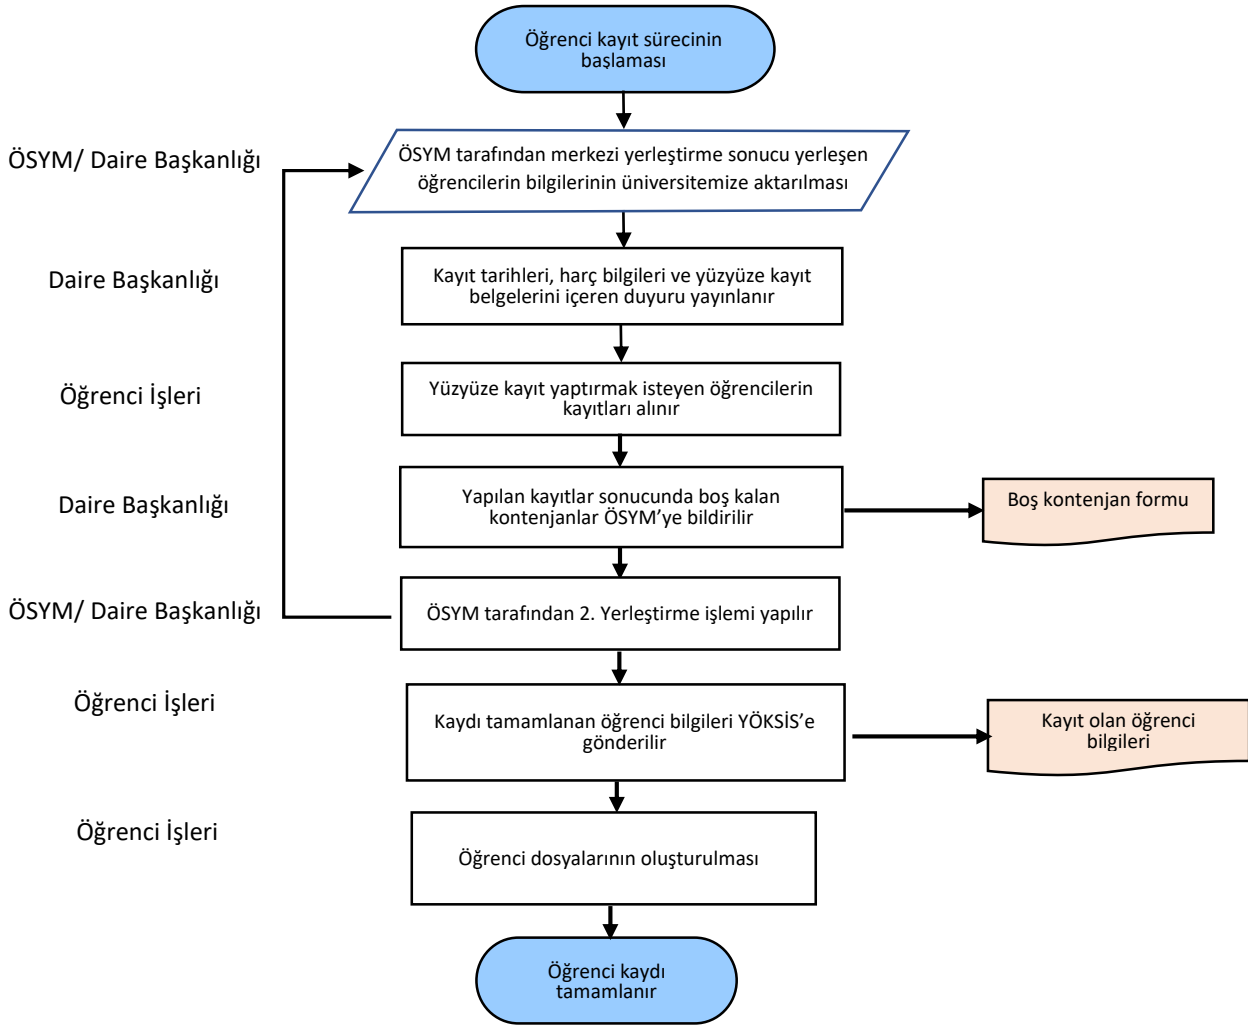 Öğrenci kayıt sürecinin
başlaması
ÖSYM/ Daire Başkanlığı
ÖSYM tarafından merkezi yerleştirme sonucu yerleşen
öğrencilerin bilgilerinin üniversitemize aktarılması
Daire Başkanlığı
Kayıt tarihleri, harç bilgileri ve yüzyüze kayıt
belgelerini içeren duyuru yayınlanır
Öğrenci İşleri
Yüzyüze kayıt yaptırmak isteyen öğrencilerin
kayıtları alınır
Daire Başkanlığı
Yapılan kayıtlar sonucunda boş kalan
kontenjanlar ÖSYM’ye bildirilir
Boş kontenjan formu
ÖSYM/ Daire Başkanlığı
ÖSYM tarafından 2. Yerleştirme işlemi yapılır
Öğrenci İşleri
Kaydı tamamlanan öğrenci bilgileri YÖKSİS’e
gönderilir
Kayıt olan öğrenci
bilgileri
Öğrenci İşleri
Öğrenci dosyalarının oluşturulması
Öğrenci kaydı
tamamlanır